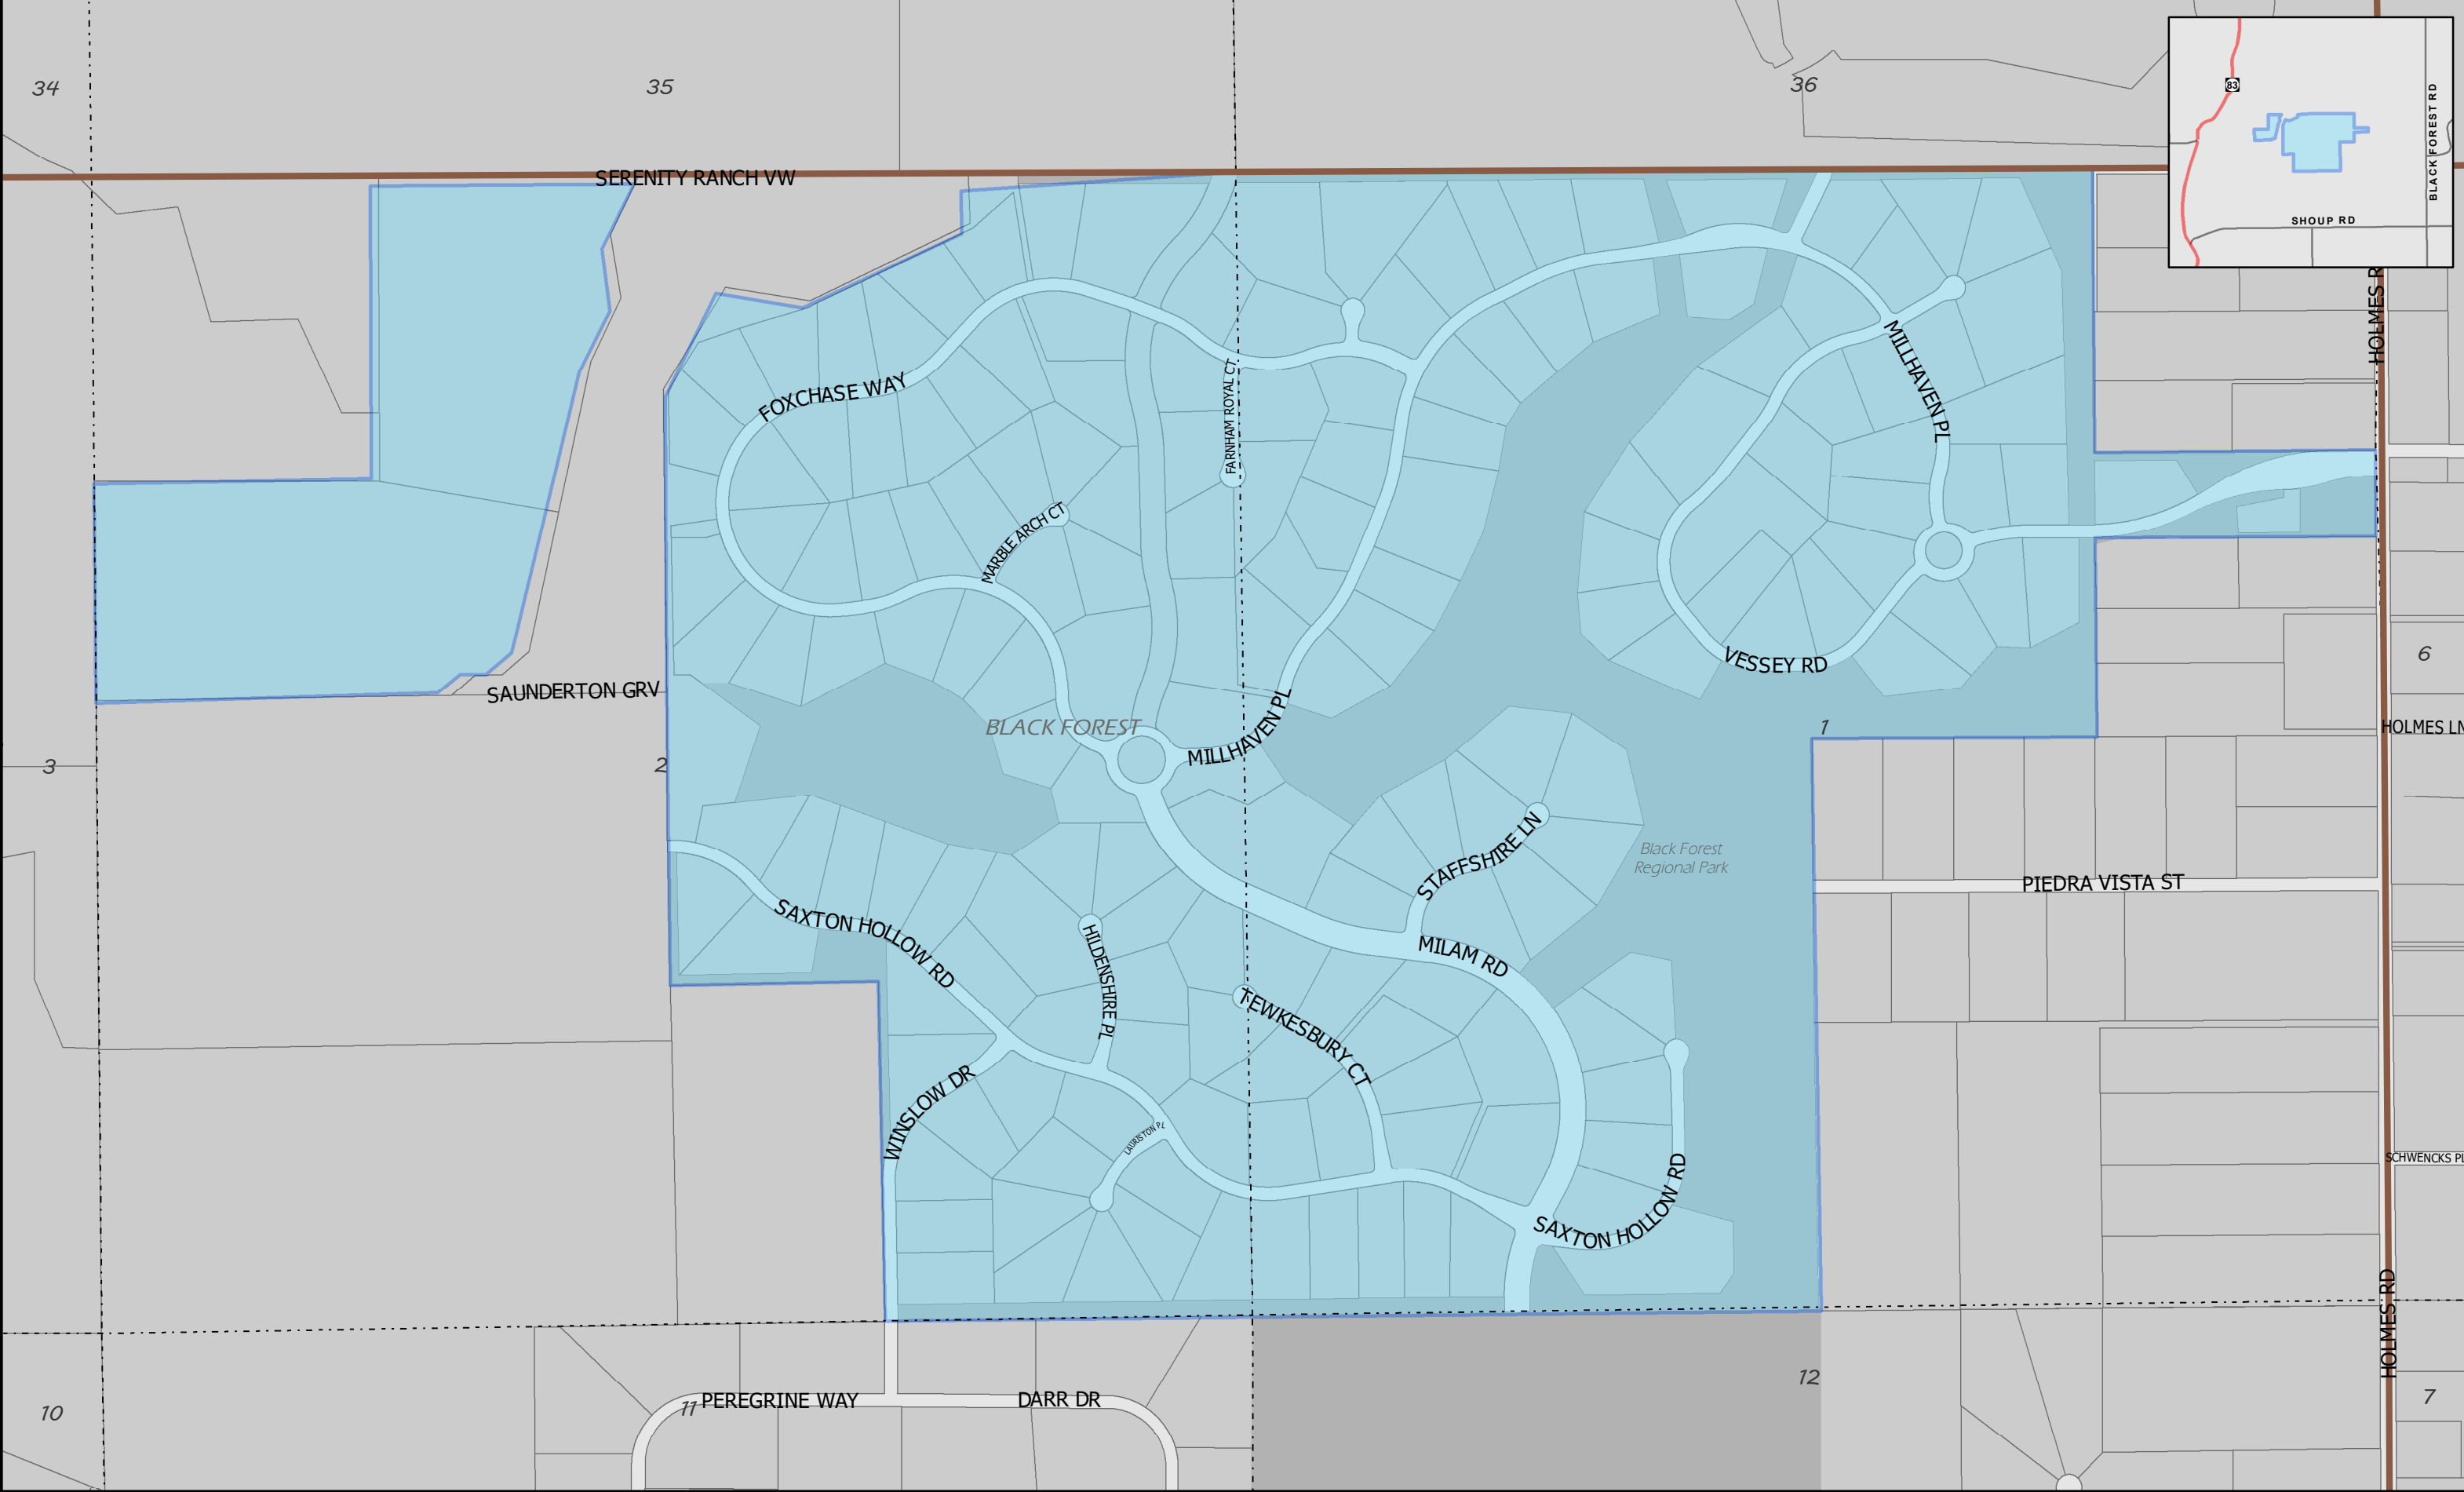 34
35
36
83
BLACK FOREST RD
SHOUP RD
SERENITY RANCH VW
HOLMES R
FOXCHASE WAY
FARNHAM ROYAL CT
MILLHAVEN PL
MARBLE ARCH CT
VESSEY RD
6
SAUNDERTON GRV
BLACK FOREST
MILLHAVEN PL
1
HOLMES LN
3
2
STAFFSHIRE LN
Black Forest
Regional Park
PIEDRA VISTA ST
SAXTON HOLLOW RD
HILDENSHIRE PL
MILAM RD
TEWKESBURY CT
WINSLOW DR
LAURISTON PL
SAXTON HOLLOW RD
SCHWENCKS PL
HOLMES RD
12
10
11
PEREGRINE WAY
DARR DR
7